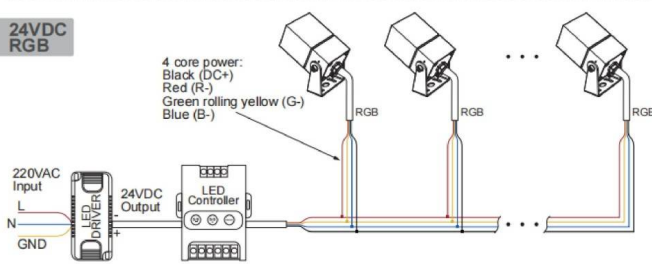 24VDC
RGB
4 core power:
Black (DC+)
Red (R-)
Green rolling yellow (G-)
Blue (B-)
RGB
RGB
RGB
220VAC
Input
L
N
GND
LED
DRIVER
-
+
24VDC
Output
LED
Controller